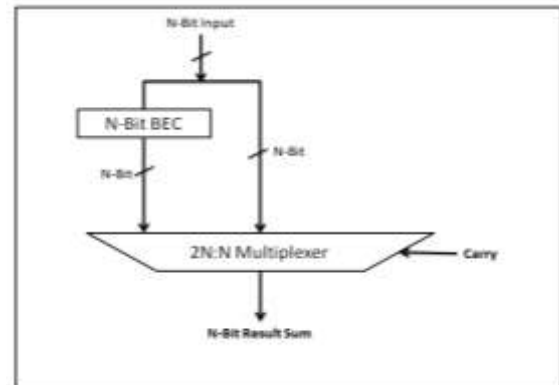 N-Bit Input
N-Bit BEC
N-Bit
N-Bit
2N:N Multiplexer
Carry
N-Bit Result Sum